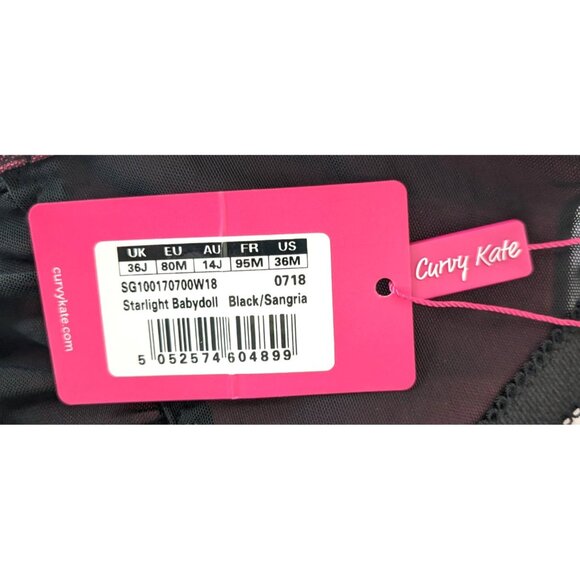 curvykate.com
UK EU AU FR US
36J 80M 14J 95M 36M
SG100170700W18 0718
Starlight Babydoll Black/Sangria
5 052574 604899
Curvy Kate